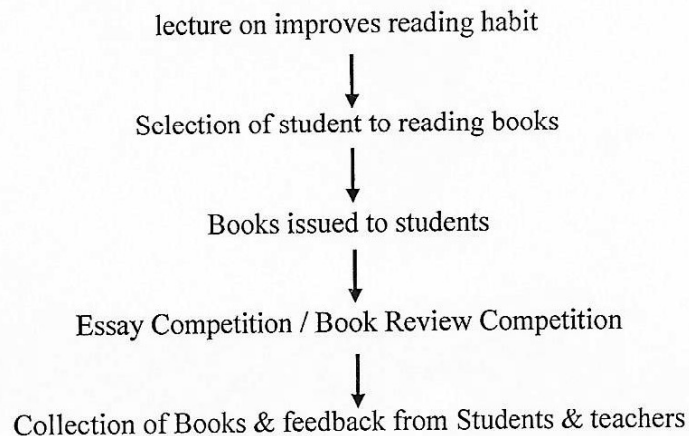 lecture on improves reading habit
Selection of student to reading books
Books issued to students
Essay Competition / Book Review Competition
Collection of Books & feedback from Students & teachers